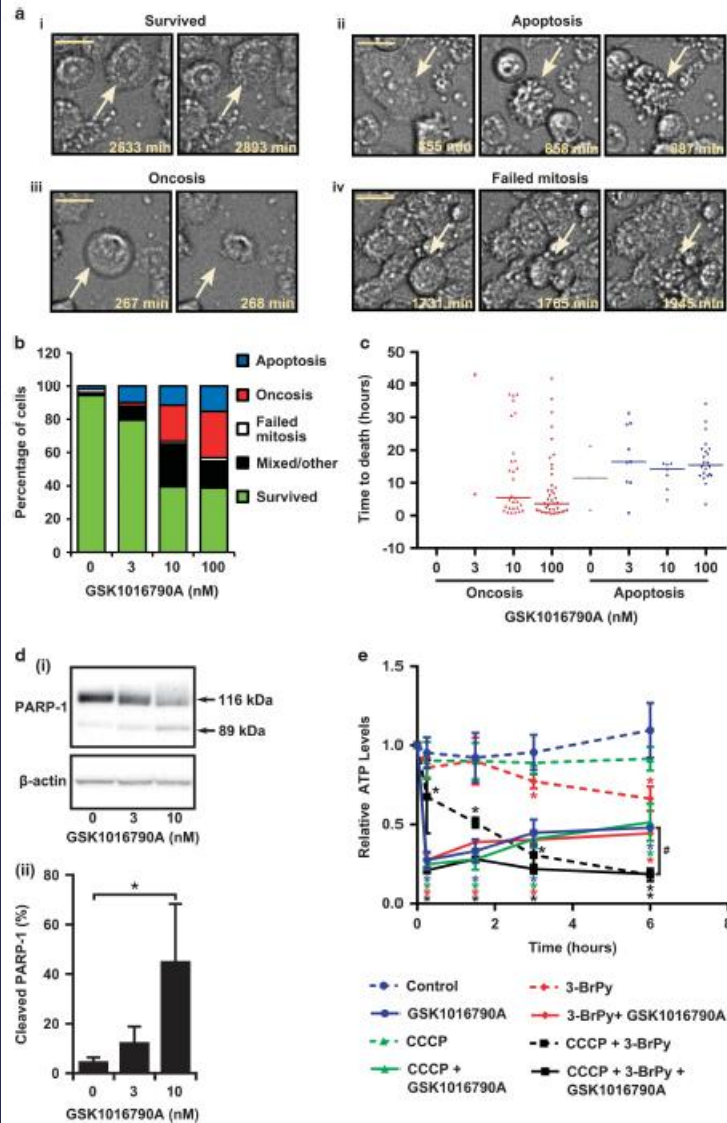 a
Survived
Apoptosis
i
ii
2833 min
2893 min
855 min
858 min
887 min
Oncosis
Failed mitosis
iii
iv
267 min
268 min
1731 min
1765 min
1945 min
b
120
100
80
60
40
20
0
Percentage of cells
Apoptosis
Oncosis
Failed
mitosis
Mixed/other
Survived
0 3 10 100
GSK1016790A (nM)
c
50
40
30
20
10
0
-10
Time to death (hours)
0 3 10 100 0 3 10 100
Oncosis Apoptosis
GSK1016790A (nM)
d (i)
PARP-1
116 kDa
89 kDa
β-actin
0 3 10
GSK1016790A (nM)
(ii)
80
60
40
20
0
Cleaved PARP-1 (%)
*
0 3 10
GSK1016790A (nM)
e
1.5
1.0
0.5
0.0
Relative ATP Levels
* * * * *
#
0 2 4 6 8
Time (hours)
Control
GSK1016790A
CCCP
CCCP +
GSK1016790A
3-BrPy
3-BrPy+ GSK1016790A
CCCP + 3-BrPy
CCCP + 3-BrPy +
GSK1016790A